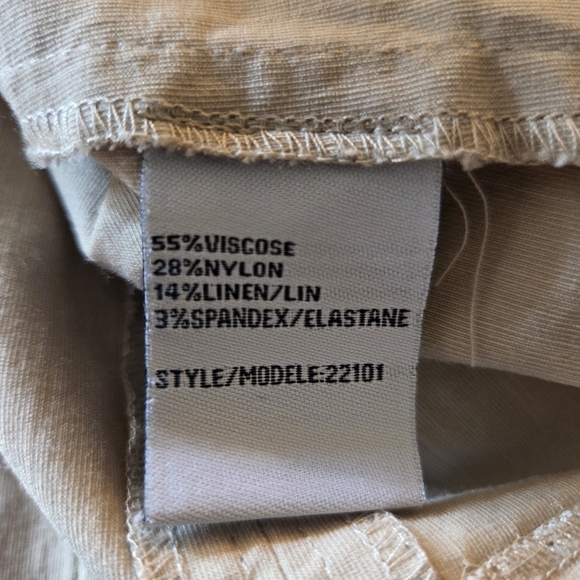 55%VISCOSE
28%NYLON
14%LINEN/LIN
3%SPANDEX/ELASTANE
STYLE/MODELE:22101